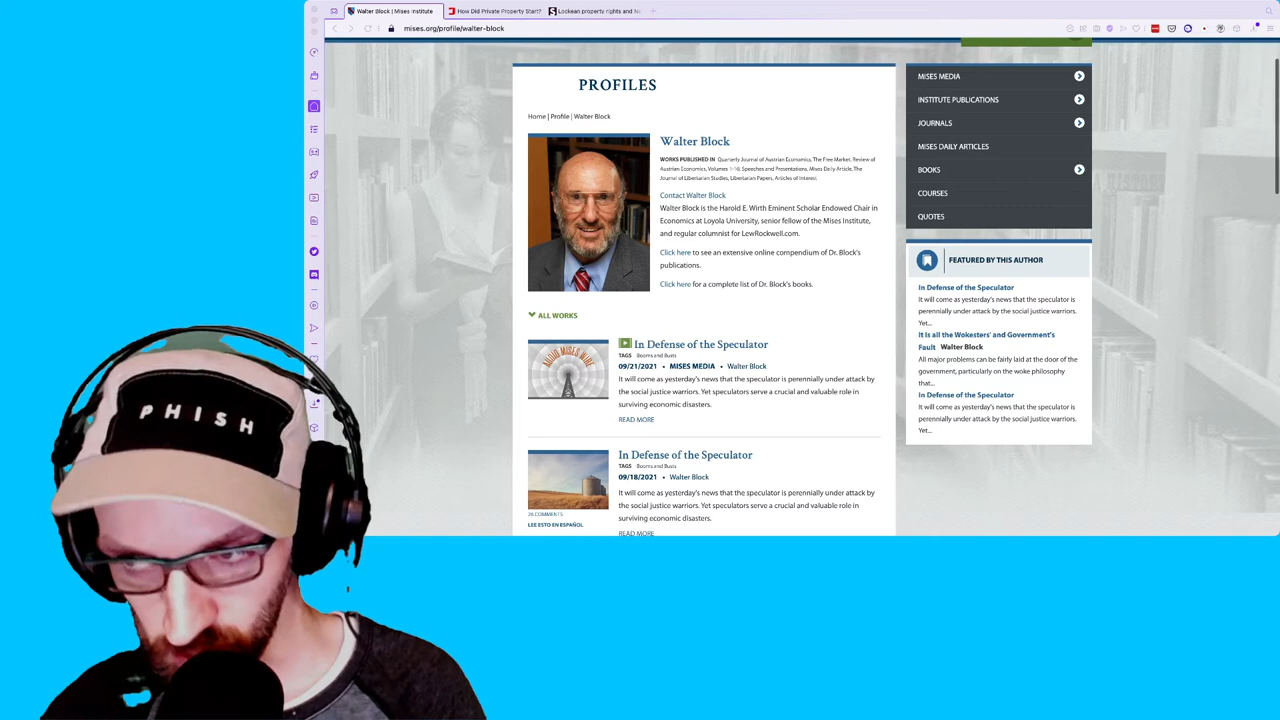 Walter Block | Mises Institute
How Did Private Property Start?
Lockean property rights and
mises.org/profile/walter-block
PROFILES
Home | Profile | Walter Block
Walter Block
WORKS PUBLISHED IN Quarterly Journal of Austrian Economics, The Free Market, Review of
Austrian Economics, Volumes 1-10, Speeches and Presentations, Mises Daily Article, The
Journal of Libertarian Studies, Libertarian Papers, Articles of Interest
Contact Walter Block
Walter Block is the Harold E. Wirth Eminent Scholar Endowed Chair in
Economics at Loyola University, senior fellow of the Mises Institute,
and regular columnist for LewRockwell.com.
Click here to see an extensive online compendium of Dr. Block's
publications.
Click here for a complete list of Dr. Block's books.
ALL WORKS
AUDIO MISES WIRE
In Defense of the Speculator
TAGS Booms and Busts
09/21/2021 • MISES MEDIA • Walter Block
It will come as yesterday's news that the speculator is perennially under attack by
the social justice warriors. Yet speculators serve a crucial and valuable role in
surviving economic disasters.
READ MORE
In Defense of the Speculator
TAGS Booms and Busts
09/18/2021 • Walter Block
It will come as yesterday's news that the speculator is perennially under attack by
the social justice warriors. Yet speculators serve a crucial and valuable role in
surviving economic disasters.
26 COMMENTS
LEE ESTO EN ESPAÑOL
READ MORE
MISES MEDIA
INSTITUTE PUBLICATIONS
JOURNALS
MISES DAILY ARTICLES
BOOKS
COURSES
QUOTES
FEATURED BY THIS AUTHOR
In Defense of the Speculator
It will come as yesterday's news that the speculator is
perennially under attack by the social justice warriors.
Yet...
It Is all the Wokesters' and Government's
Fault Walter Block
All major problems can be fairly laid at the door of the
government, particularly on the woke philosophy
that...
In Defense of the Speculator
It will come as yesterday's news that the speculator is
perennially under attack by the social justice warriors.
Yet...
PHISH